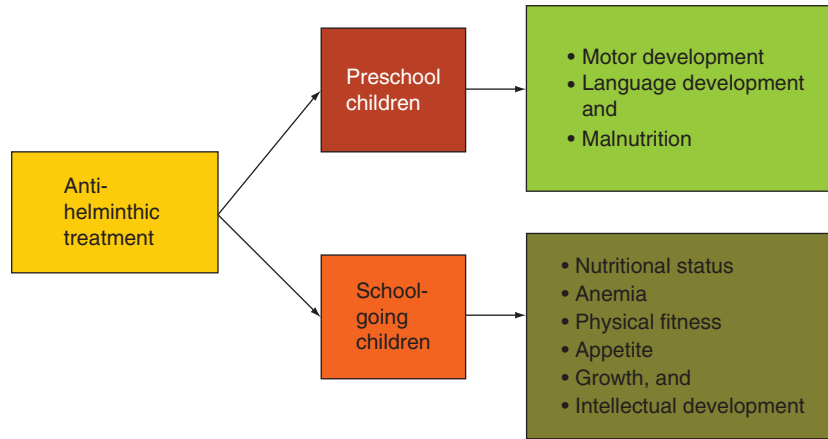 Anti-
helminthic
treatment
Preschool
children
• Motor development
• Language development
and
• Malnutrition
School-
going
children
• Nutritional status
• Anemia
• Physical fitness
• Appetite
• Growth, and
• Intellectual development